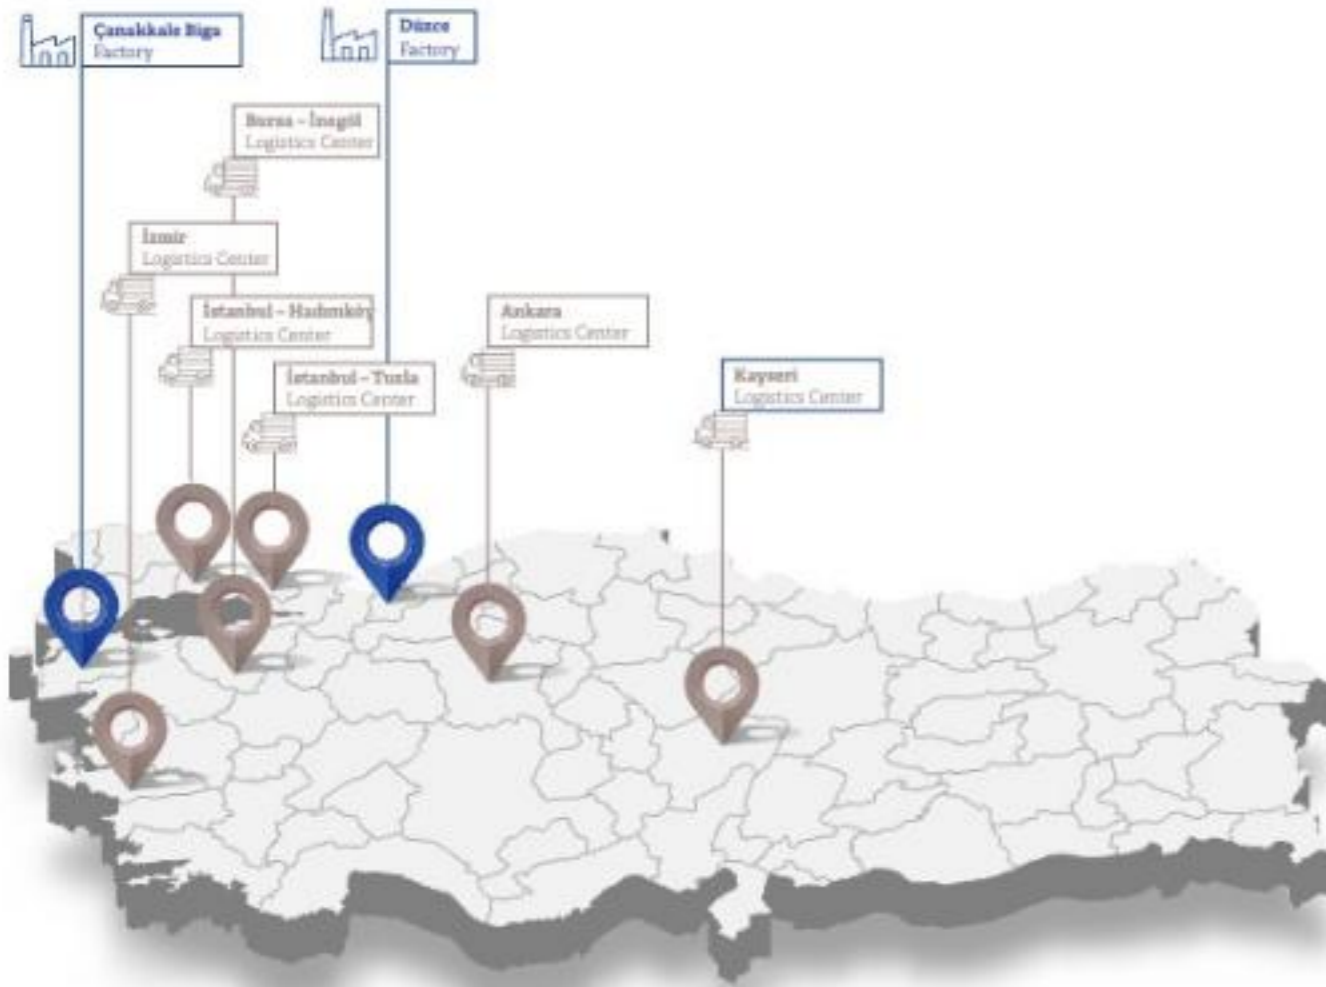 Çanakkale Biga
Factory
Düzce
Factory
Bursa – İnegöl
Logistics Center
İzmir
Logistics Center
İstanbul – Hadımköy
Logistics Center
İstanbul – Tuzla
Logistics Center
Ankara
Logistics Center
Kayseri
Logistics Center